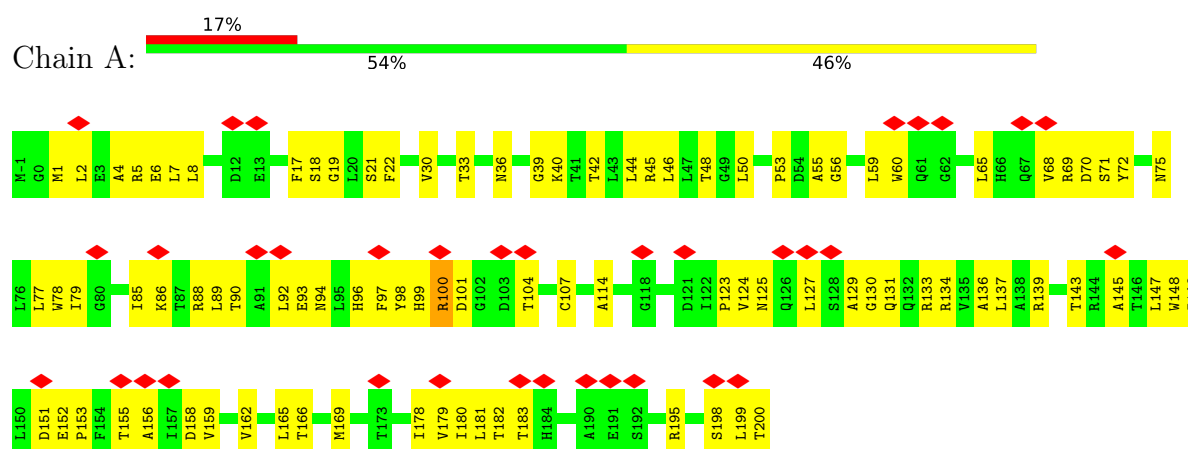 17%
Chain A:
54% 46%
M-1 G0 M1 L2 E3 A4 R5 E6 L7 L8 D12 E13 F17 S18 G19 L20 S21 F22 V30 T33 N36 G39 K40 T41 T42 L43 L44 R45 L46 L47 T48 G49 L50 P53 D54 A55 G56 L59 W60 Q61 G62 L65 H66 Q67 V68 R69 D70 S71 Y72 N75
L76 L77 W78 I79 G80 I85 K86 T87 R88 L89 T90 A91 L92 E93 N94 L95 H96 F97 Y98 H99 R100 D101 G102 D103 T104 C107 A114 G118 D121 I122 P123 V124 N125 Q126 L127 S128 A129 G130 Q131 Q132 R133 R134 V135 A136 L137 A138 R139 T143 R144 A145 T146 L147 W148
L150 D151 E152 P153 F154 T155 A156 I157 D158 V159 V162 L165 T166 M169 T173 I178 V179 I180 L181 T182 T183 H184 A190 E191 S192 R195 S198 L199 T200